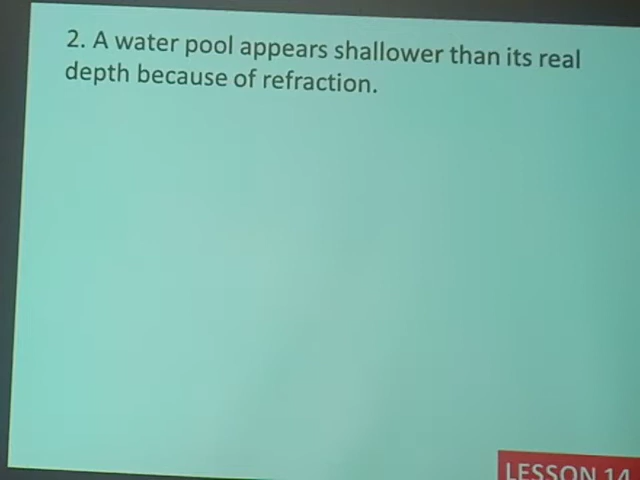 2. A water pool appears shallower than its real
depth because of refraction.
LESSON 14